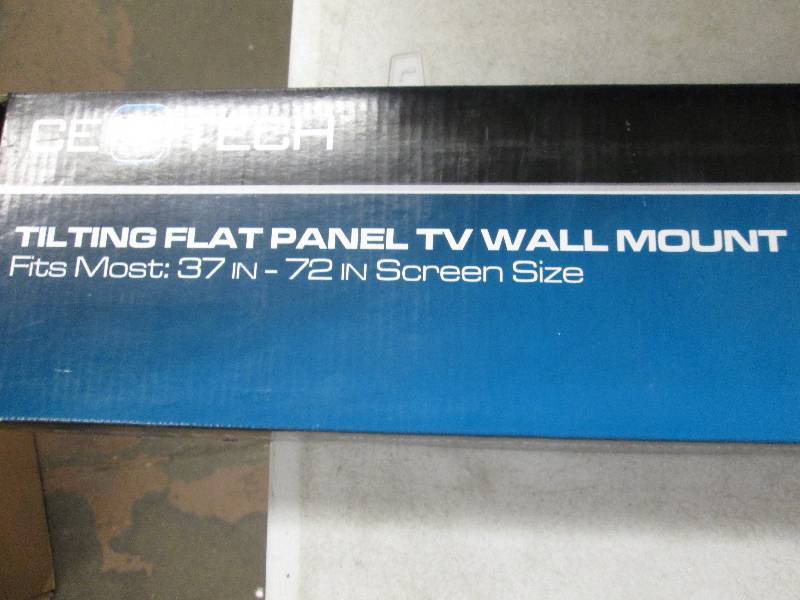 CE TECH
TILTING FLAT PANEL TV WALL MOUNT
Fits Most: 37 IN - 72 IN Screen Size